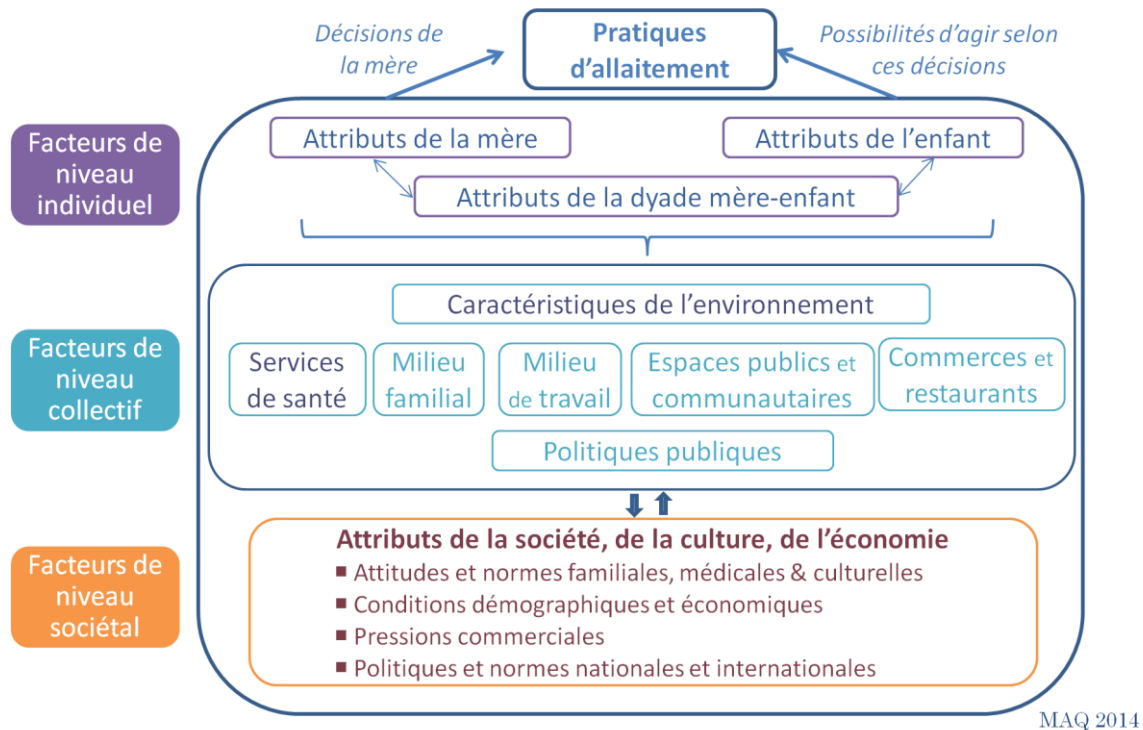 Décisions de
la mère
Pratiques
d'allaitement
Possibilités d'agir selon
ces décisions
Facteurs de
niveau
individuel
Attributs de la mère
Attributs de l'enfant
Attributs de la dyade mère-enfant
Facteurs de
niveau
collectif
Caractéristiques de l'environnement
Services
de santé
Milieu
familial
Milieu
de travail
Espaces publics et
communautaires
Commerces et
restaurants
Politiques publiques
Facteurs de
niveau
sociétal
Attributs de la société, de la culture, de l'économie
▪ Attitudes et normes familiales, médicales & culturelles
▪ Conditions démographiques et économiques
▪ Pressions commerciales
▪ Politiques et normes nationales et internationales
MAQ 2014